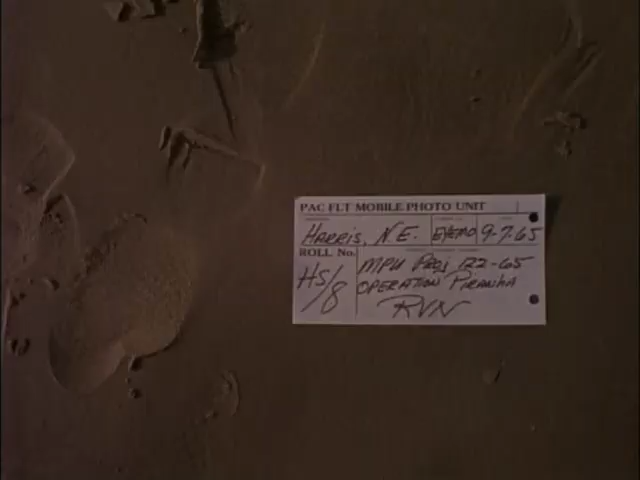 PAC FLT MOBILE PHOTO UNIT
HARRIS, N.E. 9-7-65
ROLL No.
HS/8
MPU PROJ 122-65
OPERATION PIRANHA
RVN